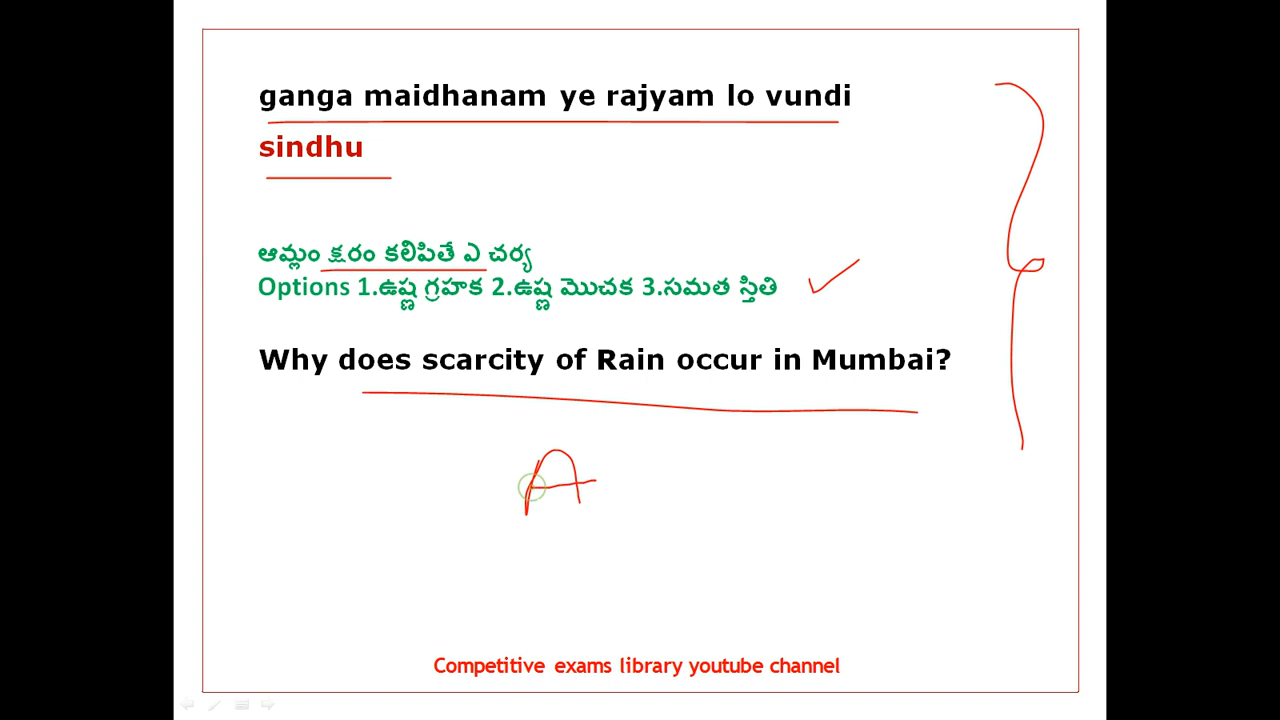 ganga maidhanam ye rajyam lo vundi
sindhu
ఆమ్లం క్షరం కలిపితే ఎ చర్య
Options 1.ఉష్ణ గ్రహక 2.ఉష్ణ మొచక 3.సమత స్తితి
Why does scarcity of Rain occur in Mumbai?
A
Competitive exams library youtube channel